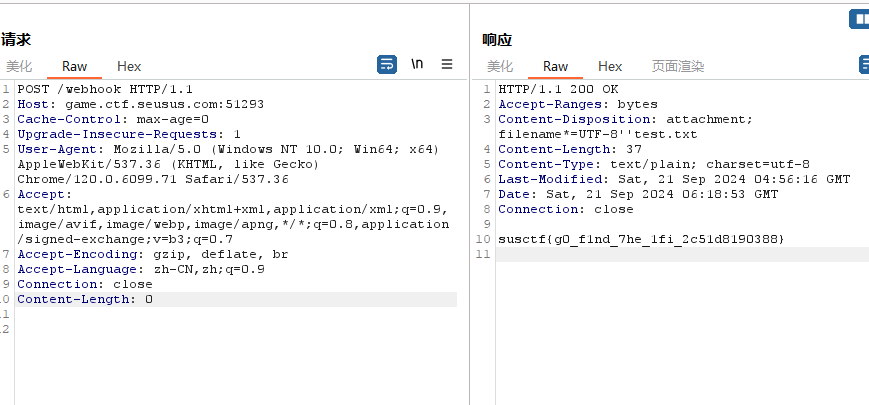 请求
美化 Raw Hex \n
1 POST /webhook HTTP/1.1
2 Host: game.ctf.seusus.com:51293
3 Cache-Control: max-age=0
4 Upgrade-Insecure-Requests: 1
5 User-Agent: Mozilla/5.0 (Windows NT 10.0; Win64; x64)
AppleWebKit/537.36 (KHTML, like Gecko)
Chrome/120.0.6099.71 Safari/537.36
6 Accept:
text/html,application/xhtml+xml,application/xml;q=0.9,
image/avif,image/webp,image/apng,*/*;q=0.8,application
/signed-exchange;v=b3;q=0.7
7 Accept-Encoding: gzip, deflate, br
8 Accept-Language: zh-CN,zh;q=0.9
9 Connection: close
10 Content-Length: 0
11
12
响应
美化 Raw Hex 页面渲染
1 HTTP/1.1 200 OK
2 Accept-Ranges: bytes
3 Content-Disposition: attachment;
filename*=UTF-8''test.txt
4 Content-Length: 37
5 Content-Type: text/plain; charset=utf-8
6 Last-Modified: Sat, 21 Sep 2024 04:56:16 GMT
7 Date: Sat, 21 Sep 2024 06:18:53 GMT
8 Connection: close
9
10 susctf{g0_f1nd_7he_1fi_2c51d8190388}
11